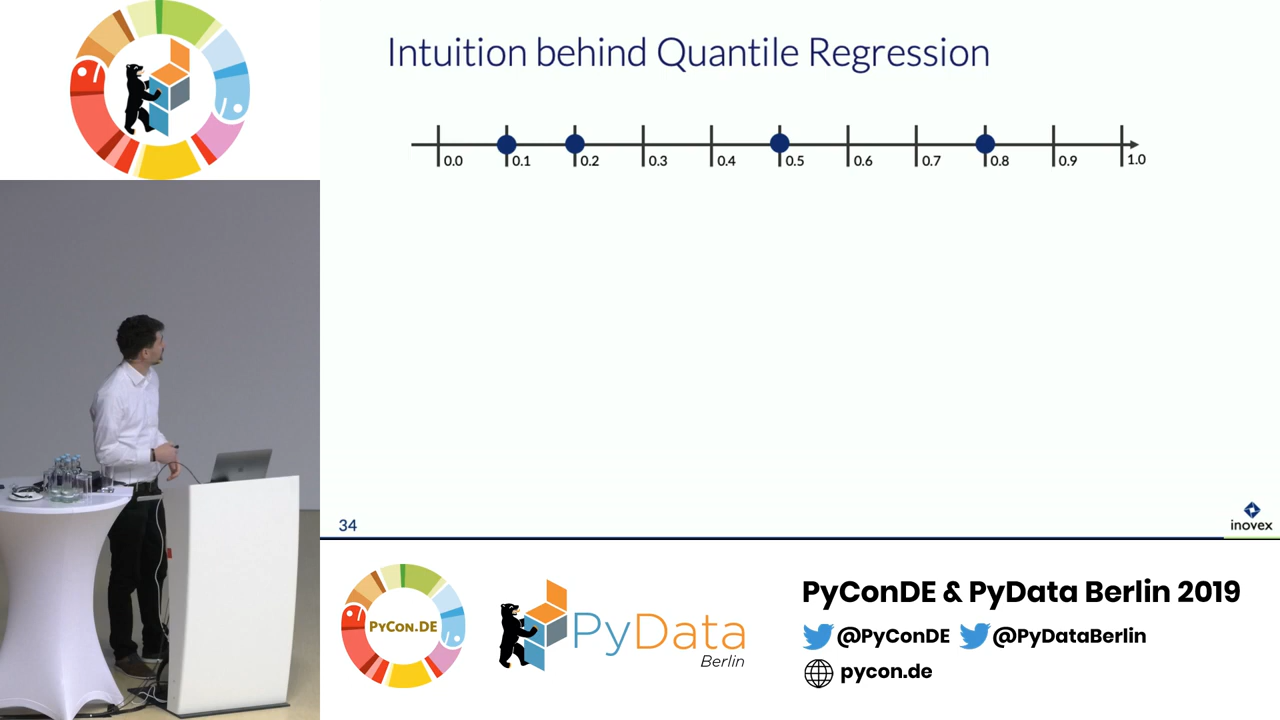 Intuition behind Quantile Regression
0.0 0.1 0.2 0.3 0.4 0.5 0.6 0.7 0.8 0.9 1.0
34
inovex
PYCON.DE
PyData
Berlin
PyConDE & PyData Berlin 2019
@PyConDE @PyDataBerlin
pycon.de